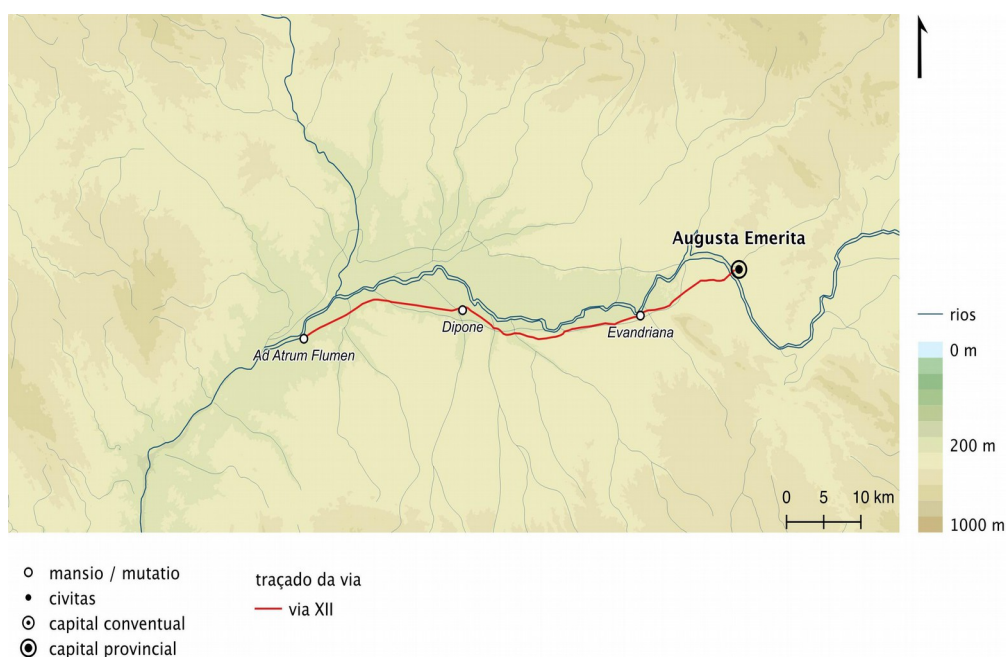 Augusta Emerita
Dipone
Evandriana
Ad Atrum Flumen
0 5 10 km
rios
0 m
200 m
1000 m
mansio / mutatio
civitas
capital conventual
capital provincial
traçado da via
via XII